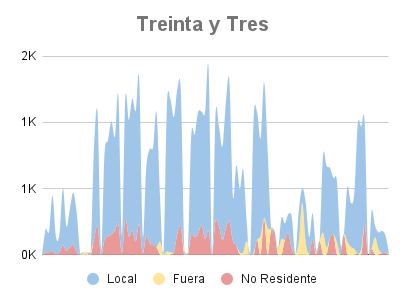 Treinta y Tres
2K
1K
1K
0K
Local
Fuera
No Residente